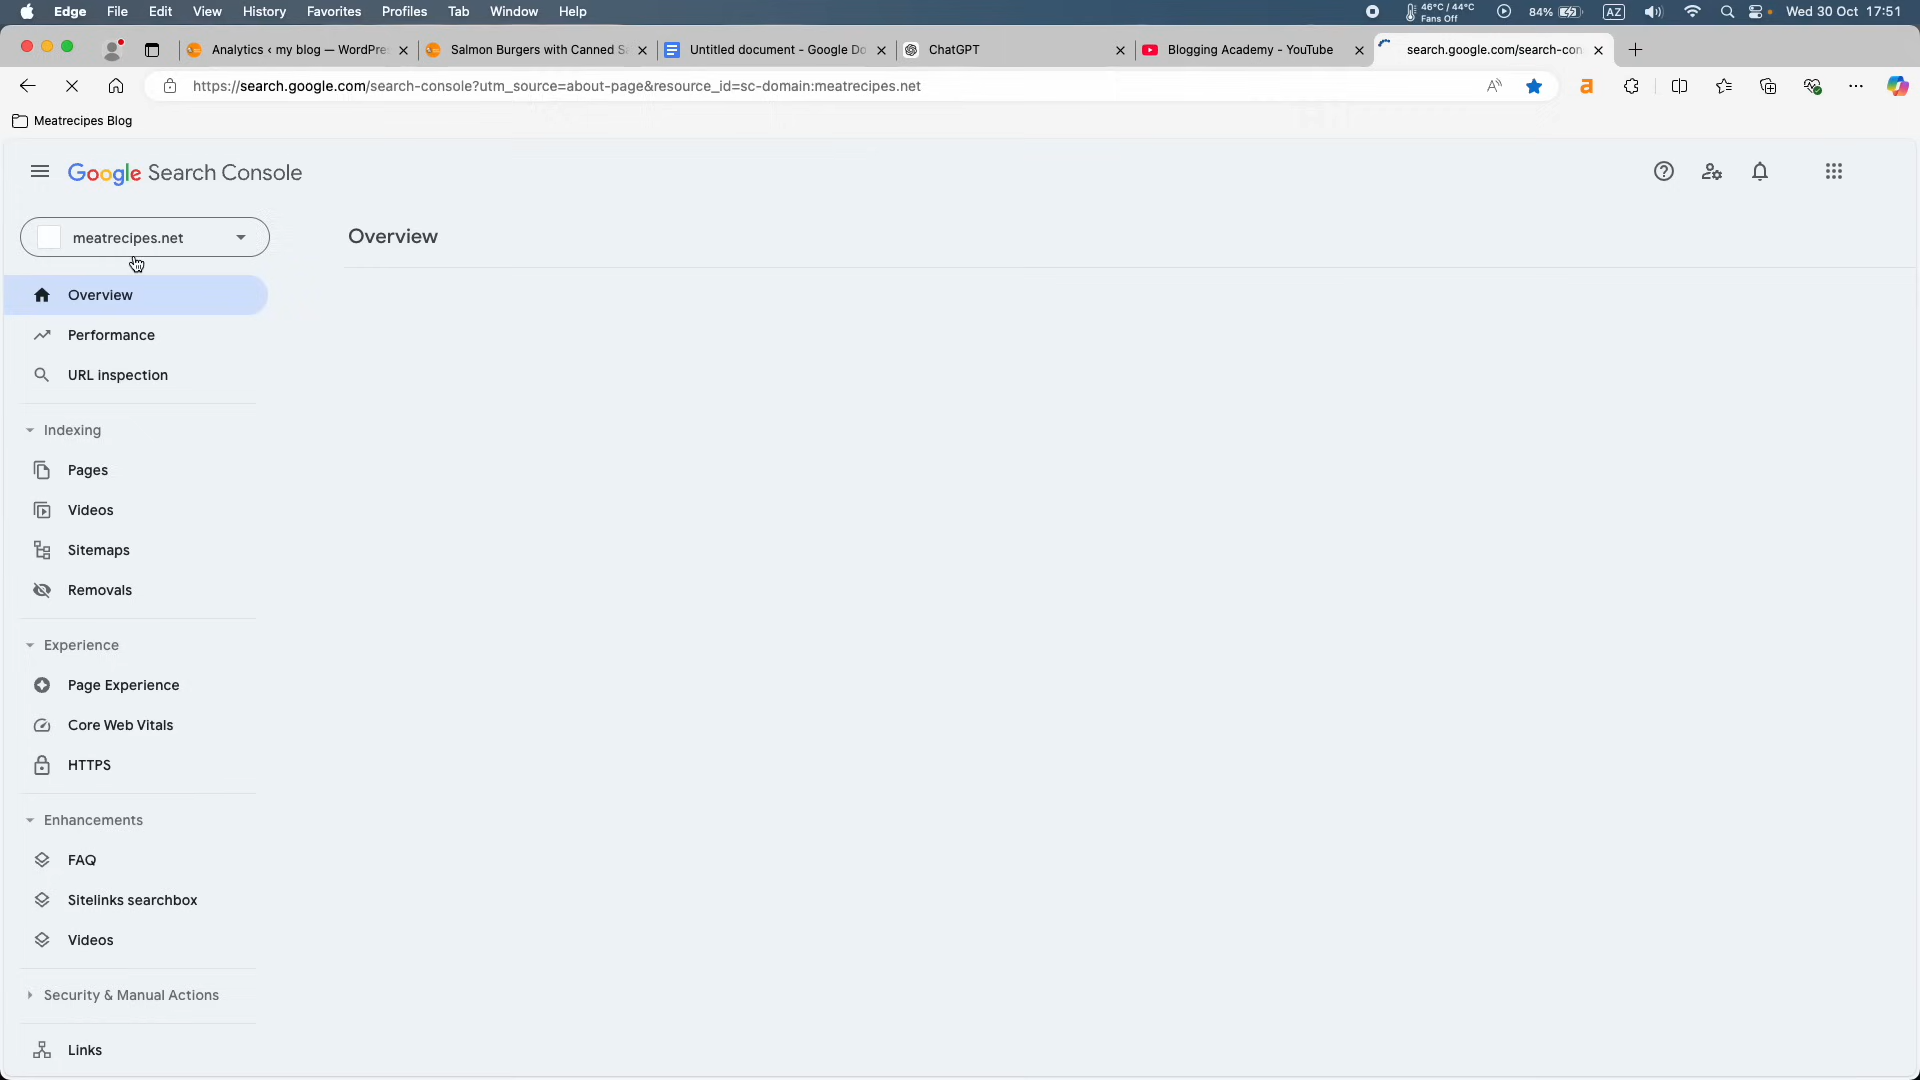 Edge File Edit View History Favorites Profiles Tab Window Help 46°C / 44°C Fans Off 84% AZ Wed 30 Oct 17:51
Analytics ‹ my blog — WordPre
Salmon Burgers with Canned S
Untitled document - Google Do
ChatGPT
Blogging Academy - YouTube
search.google.com/search-con
https://search.google.com/search-console?utm_source=about-page&resource_id=sc-domain:meatrecipes.net
Meatrecipes Blog
Google Search Console
meatrecipes.net
Overview
Overview
Performance
URL inspection
Indexing
Pages
Videos
Sitemaps
Removals
Experience
Page Experience
Core Web Vitals
HTTPS
Enhancements
FAQ
Sitelinks searchbox
Videos
Security & Manual Actions
Links